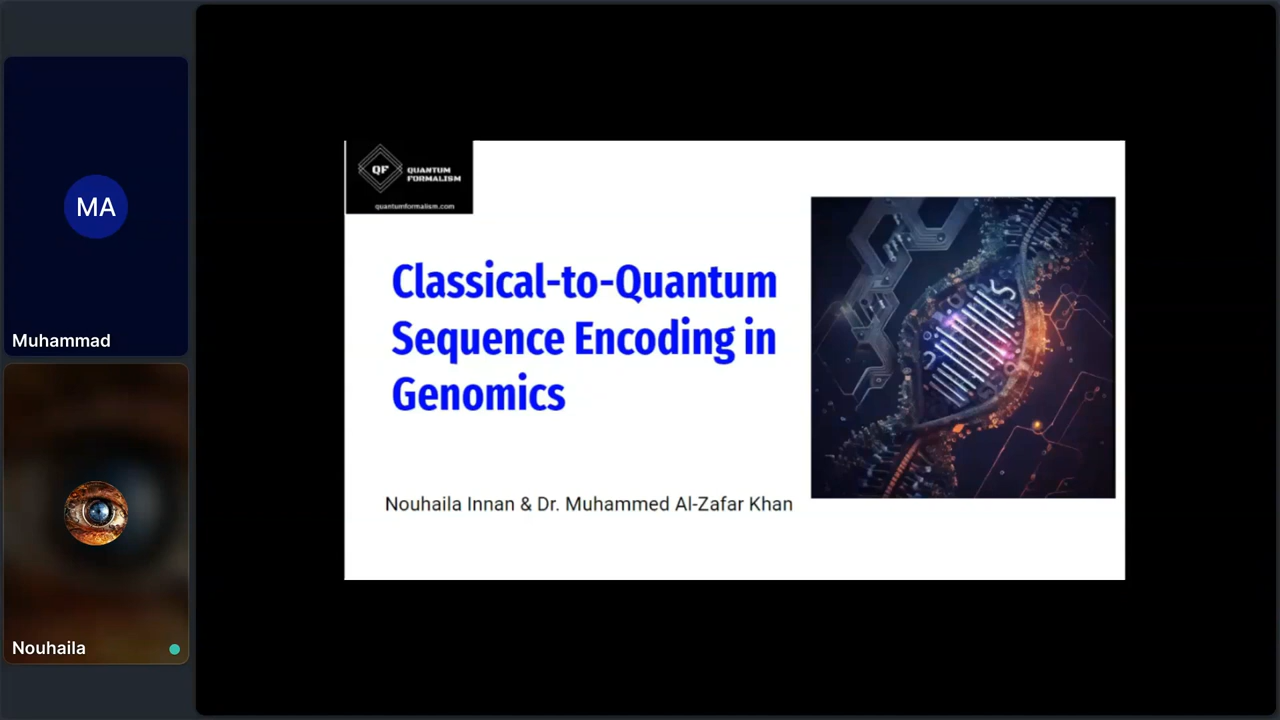 MA
Muhammad
Nouhaila
QF
QUANTUM
FORMALISM
quantumformalism.com
Classical-to-Quantum
Sequence Encoding in
Genomics
Nouhaila Innan & Dr. Muhammed Al-Zafar Khan